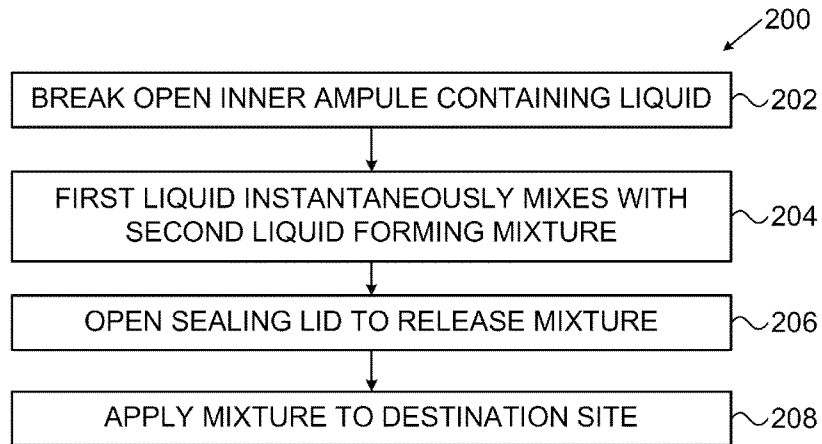 200
BREAK OPEN INNER AMPULE CONTAINING LIQUID
202
FIRST LIQUID INSTANTANEOUSLY MIXES WITH
SECOND LIQUID FORMING MIXTURE
204
OPEN SEALING LID TO RELEASE MIXTURE
206
APPLY MIXTURE TO DESTINATION SITE
208